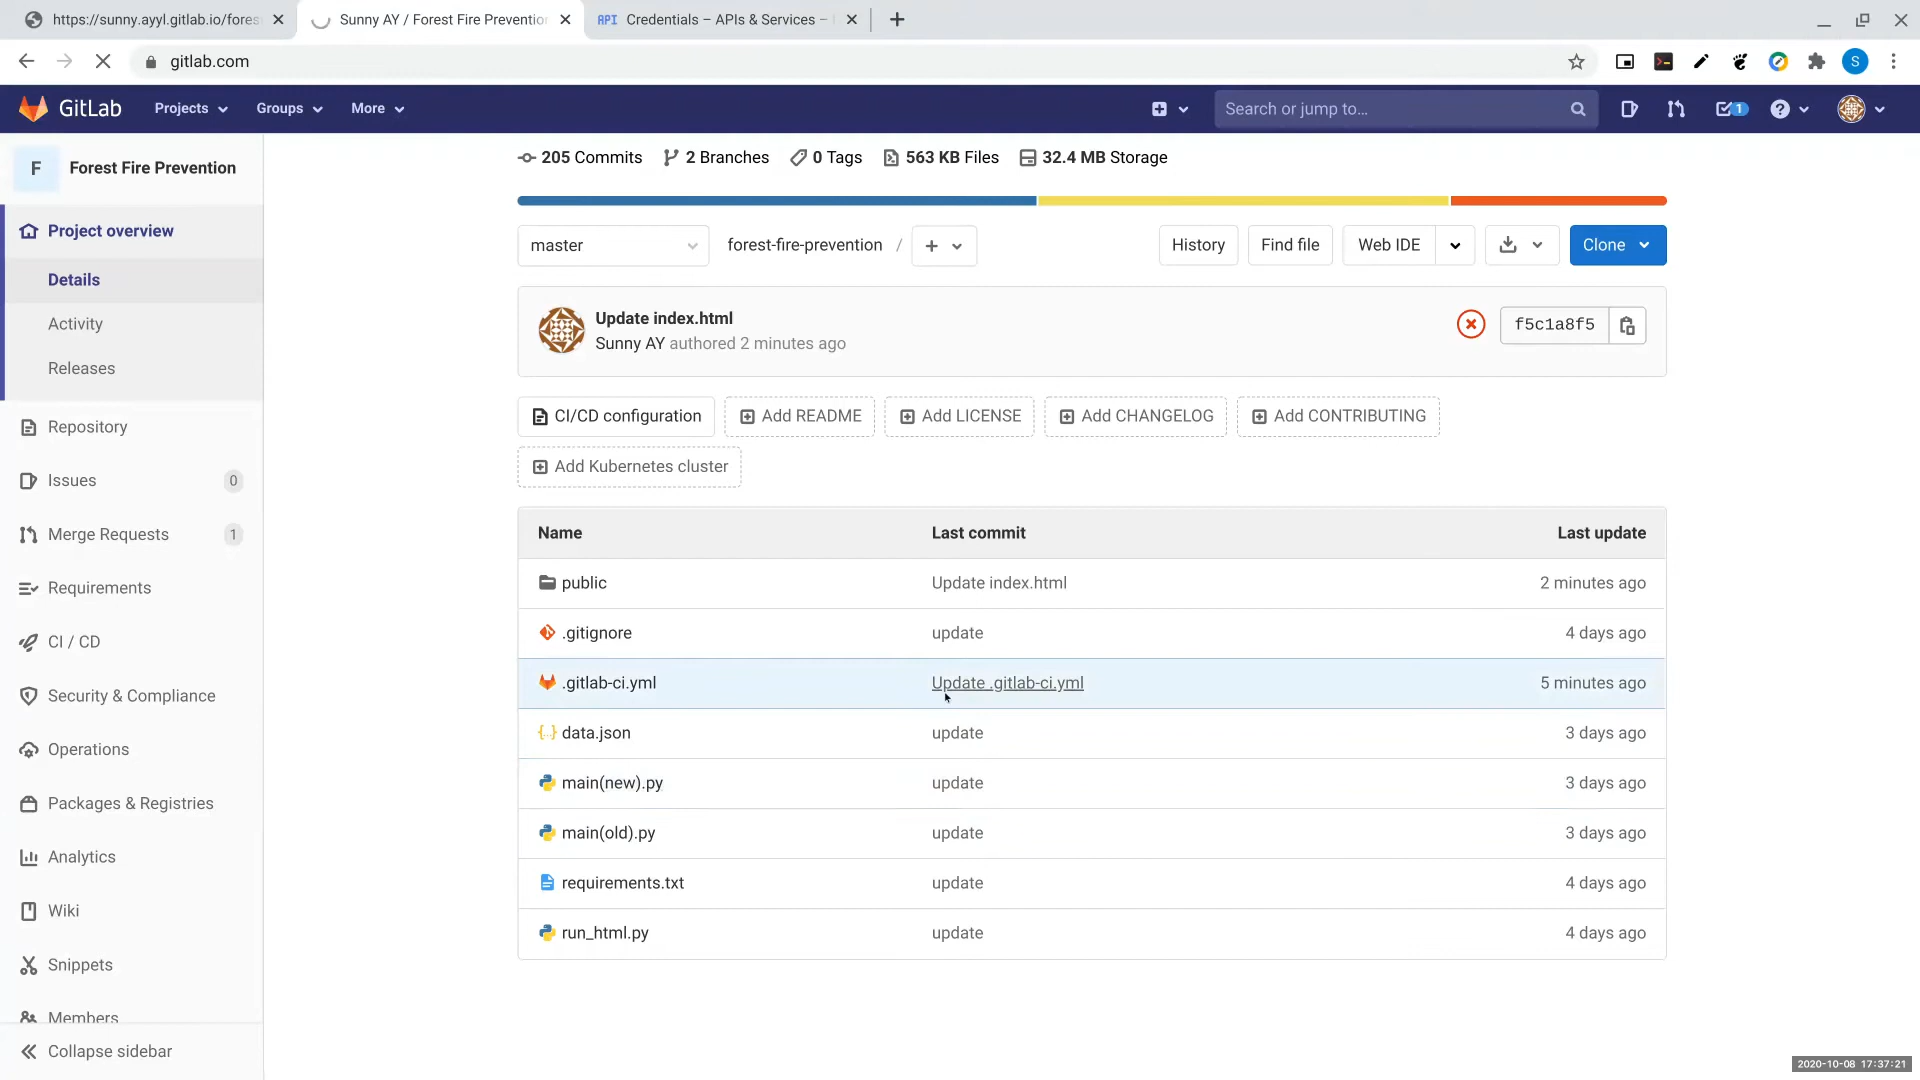 https://sunny.ayyl.gitlab.io/fores
Sunny AY / Forest Fire Preventio
API Credentials – APIs & Services –
gitlab.com
S
GitLab
Projects
Groups
More
Search or jump to...
1
F
Forest Fire Prevention
205 Commits
2 Branches
0 Tags
563 KB Files
32.4 MB Storage
Project overview
Details
Activity
Releases
Repository
Issues 0
Merge Requests 1
Requirements
CI / CD
Security & Compliance
Operations
Packages & Registries
Analytics
Wiki
Snippets
Members
Collapse sidebar
master
forest-fire-prevention /
History
Find file
Web IDE
Clone
Update index.html
Sunny AY authored 2 minutes ago
f5c1a8f5
CI/CD configuration
Add README
Add LICENSE
Add CHANGELOG
Add CONTRIBUTING
Add Kubernetes cluster
Name Last commit Last update
public Update index.html 2 minutes ago
.gitignore update 4 days ago
.gitlab-ci.yml Update .gitlab-ci.yml 5 minutes ago
data.json update 3 days ago
main(new).py update 3 days ago
main(old).py update 3 days ago
requirements.txt update 4 days ago
run_html.py update 4 days ago
2020-10-08 17:37:21